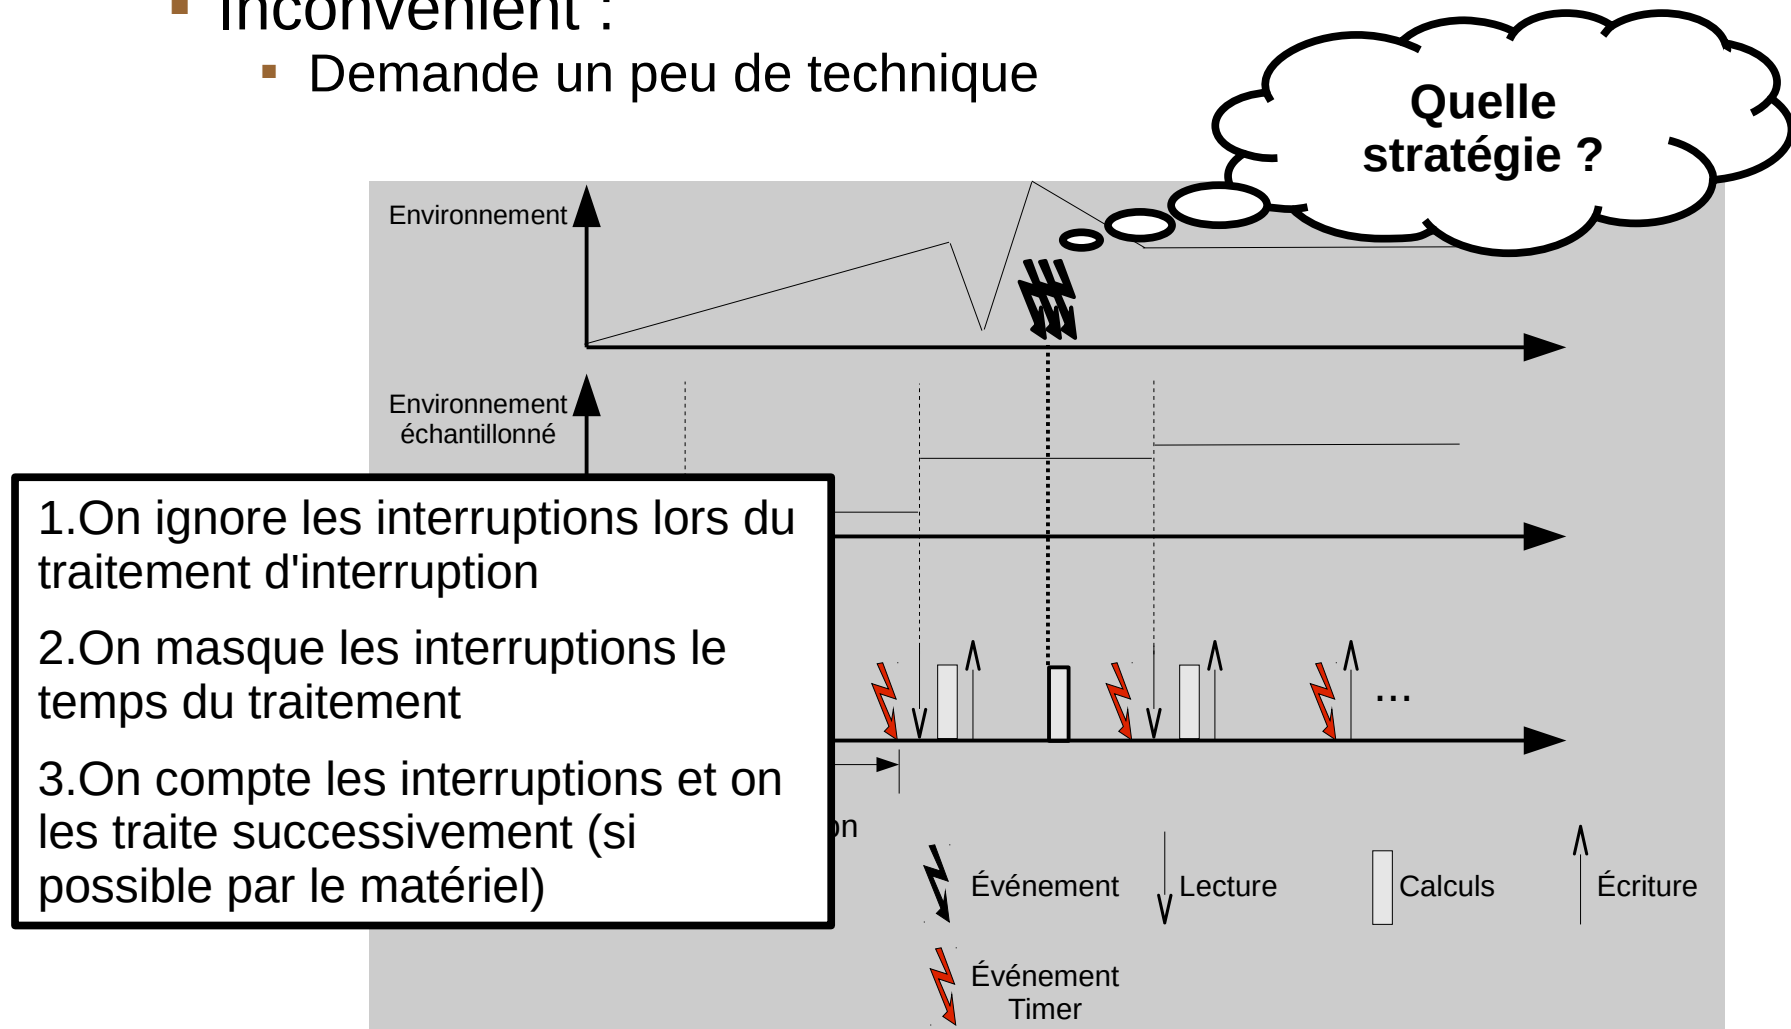 Inconvénient :
Demande un peu de technique
Quelle
stratégie ?
Environnement
Environnement
échantillonné
1.On ignore les interruptions lors du
traitement d'interruption
2.On masque les interruptions le
temps du traitement
3.On compte les interruptions et on
les traite successivement (si
possible par le matériel)
...
on
Événement
Lecture
Calculs
Écriture
Événement
Timer